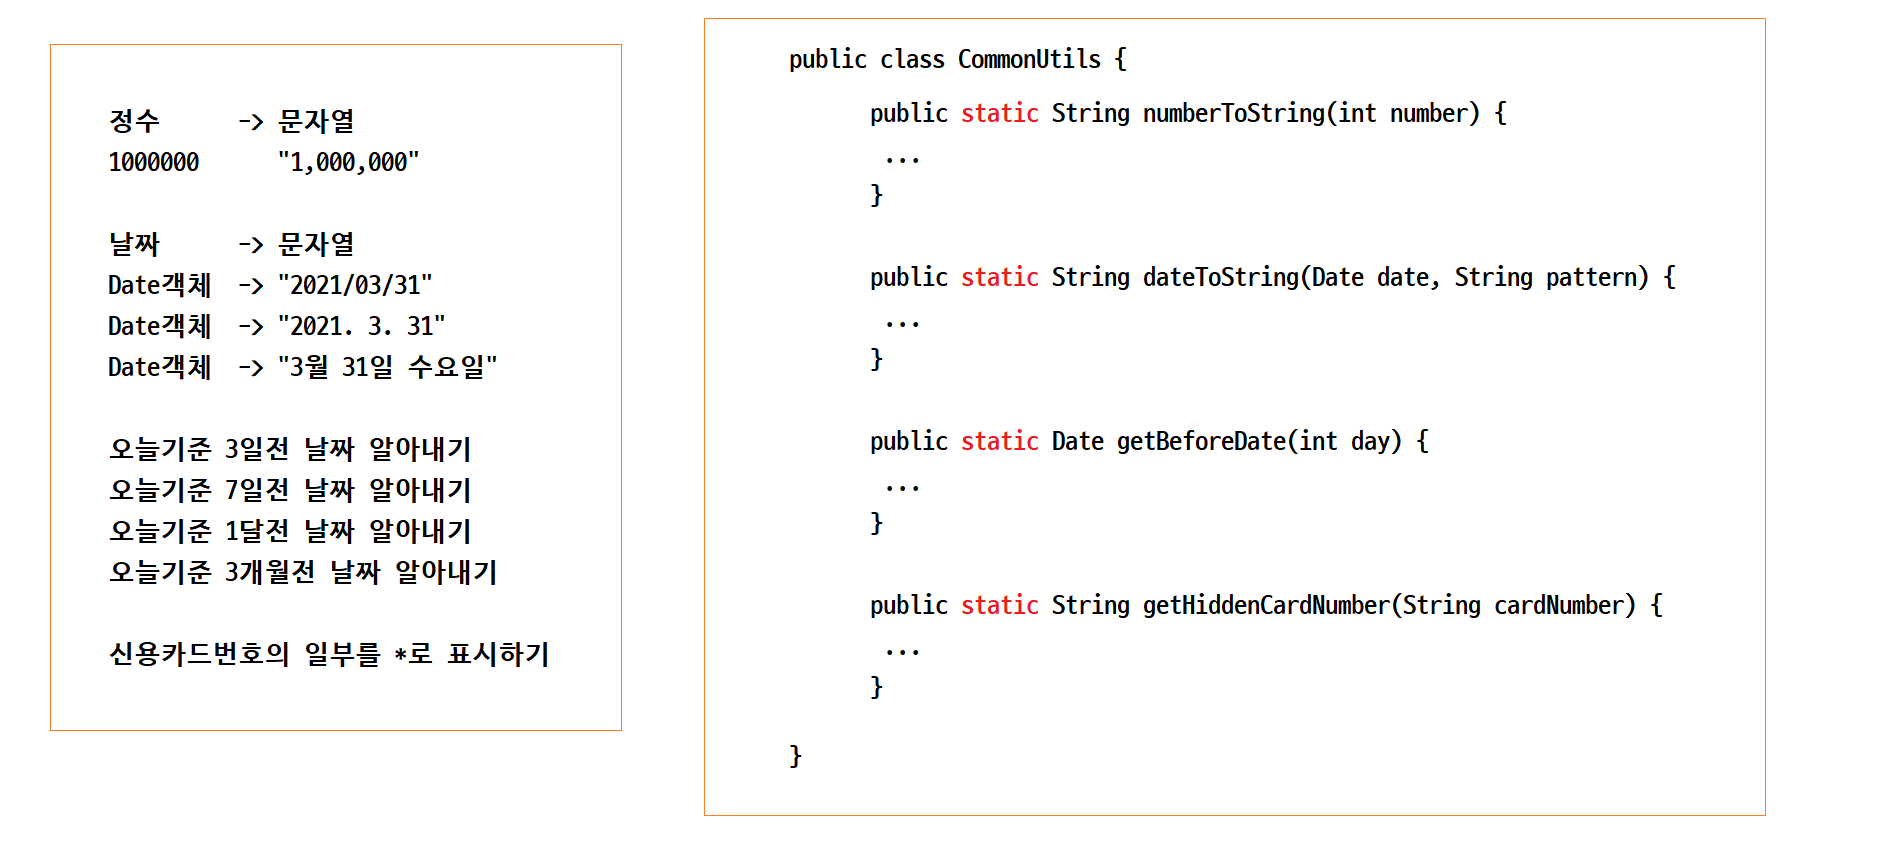 정수 -> 문자열
1000000 "1,000,000"
날짜 -> 문자열
Date객체 -> "2021/03/31"
Date객체 -> "2021. 3. 31"
Date객체 -> "3월 31일 수요일"
오늘기준 3일전 날짜 알아내기
오늘기준 7일전 날짜 알아내기
오늘기준 1달전 날짜 알아내기
오늘기준 3개월전 날짜 알아내기
신용카드번호의 일부를 *로 표시하기
public class CommonUtils {
public static String numberToString(int number) {
...
}
public static String dateToString(Date date, String pattern) {
...
}
public static Date getBeforeDate(int day) {
...
}
public static String getHiddenCardNumber(String cardNumber) {
...
}
}